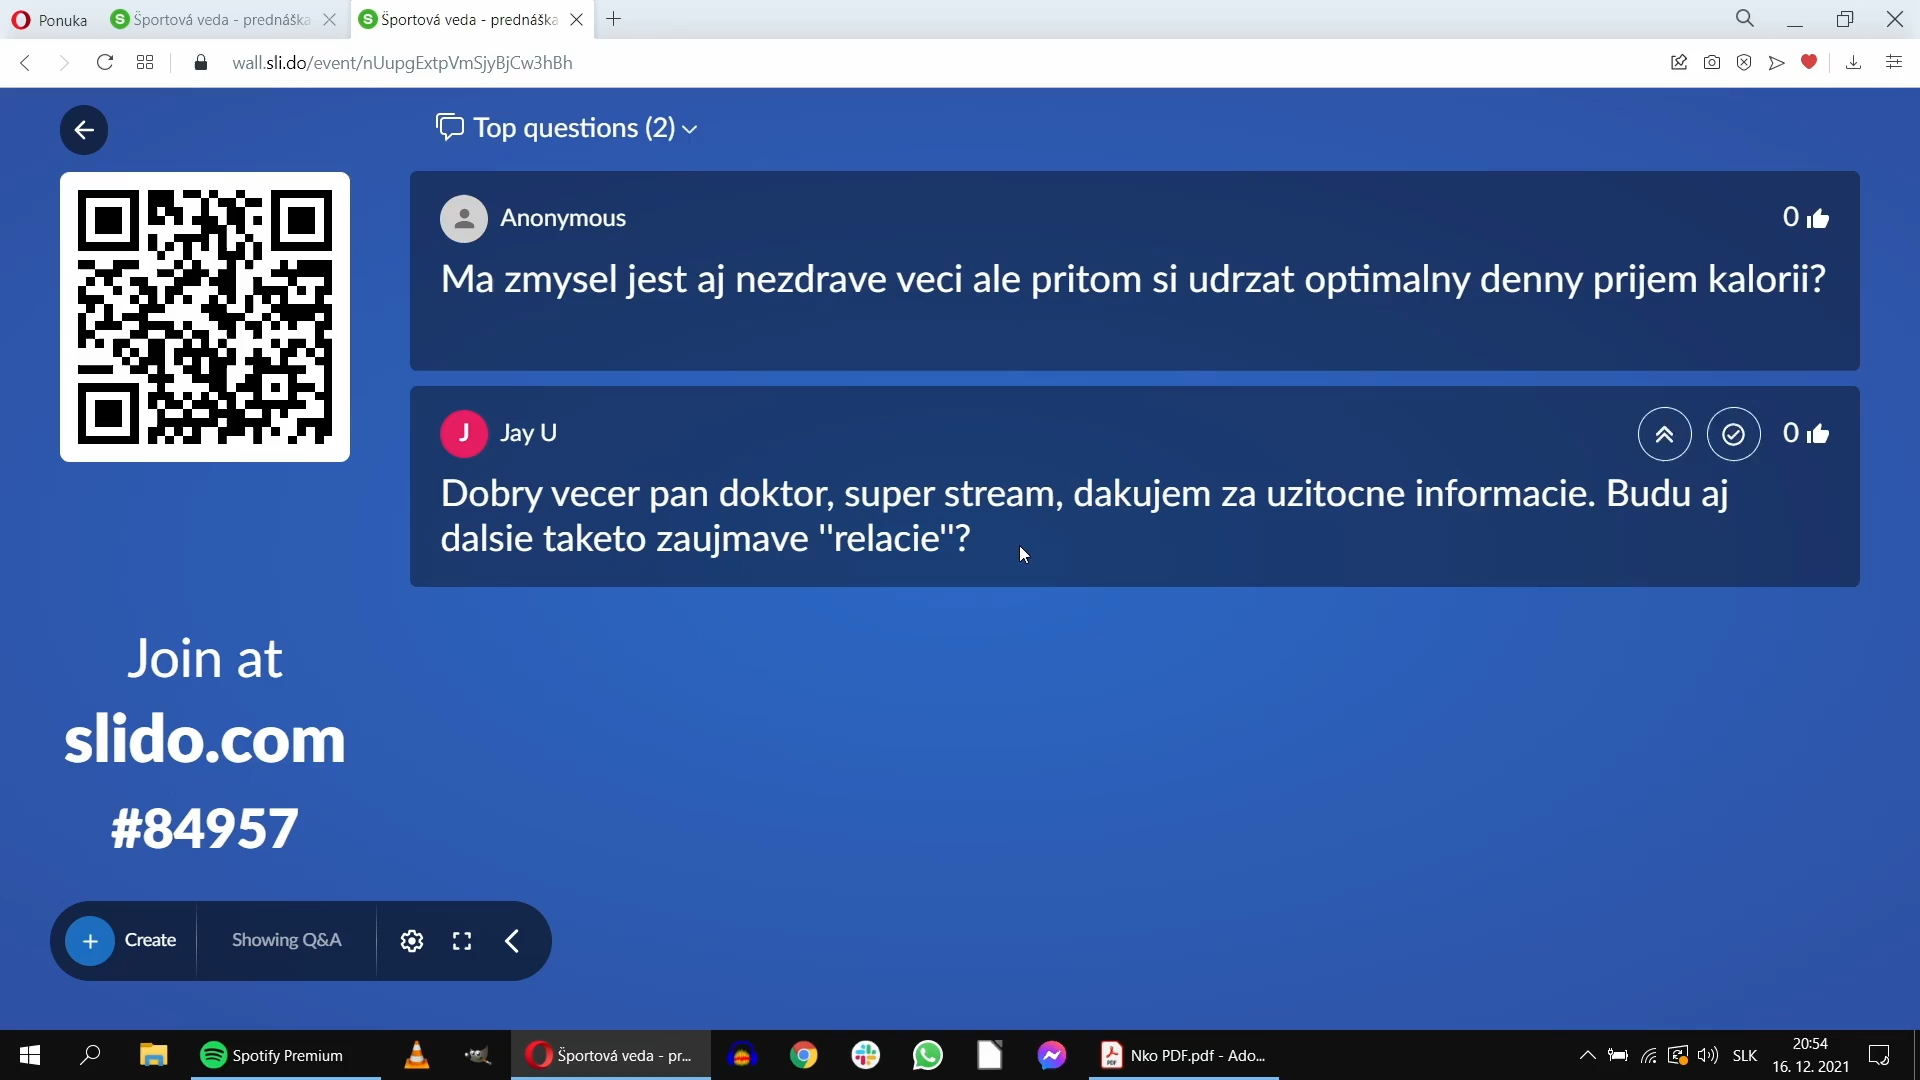 Ponuka
Športová veda - prednáška
Športová veda - prednáška
wall.sli.do/event/nUupgExtpVmSjyBjCw3hBh
Top questions (2)
Anonymous
0
Ma zmysel jest aj nezdrave veci ale pritom si udrzat optimalny denny prijem kalorii?
J
Jay U
0
Dobry vecer pan doktor, super stream, dakujem za uzitocne informacie. Budu aj
dalsie taketo zaujmave "relacie"?
Join at
slido.com
#84957
Create
Showing Q&A
Spotify Premium
Športová veda - pr...
Nko PDF.pdf - Ado...
SLK
20:54
16. 12. 2021